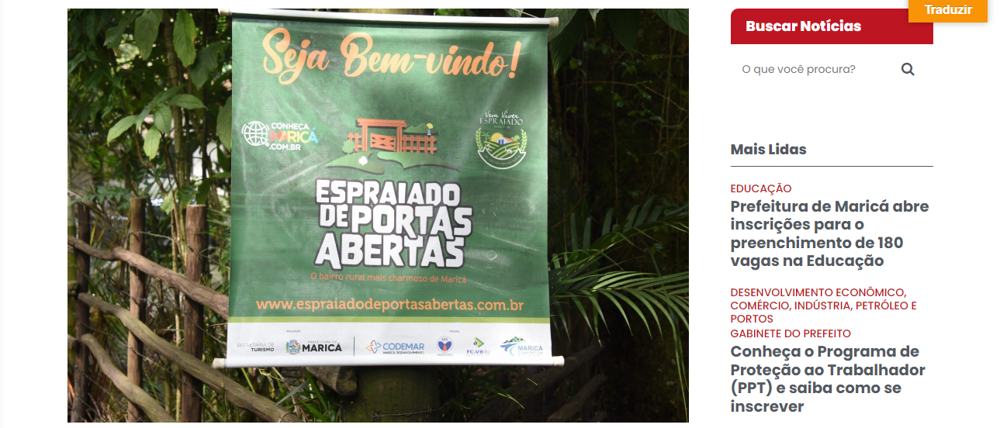 Seja Bem-vindo!
CONHEÇA
MARICÁ
.COM.BR
Vem Viver
ESPRAIADO
ESPRAIADO
DE PORTAS
ABERTAS
O bairro rural mais charmoso de Maricá
www.espraiadodeportasabertas.com.br
SECRETARIA DE
TURISMO
PREFEITURA DE
MARICÁ
CODEMAR
MARICÁ DESENVOLVIMENTO
FC&VB-RJ
MARICÁ
Traduzir
Buscar Notícias
O que você procura?
Mais Lidas
EDUCAÇÃO
Prefeitura de Maricá abre
inscrições para o
preenchimento de 180
vagas na Educação
DESENVOLVIMENTO ECONÔMICO,
COMÉRCIO, INDÚSTRIA, PETRÓLEO E
PORTOS
GABINETE DO PREFEITO
Conheça o Programa de
Proteção ao Trabalhador
(PPT) e saiba como se
inscrever